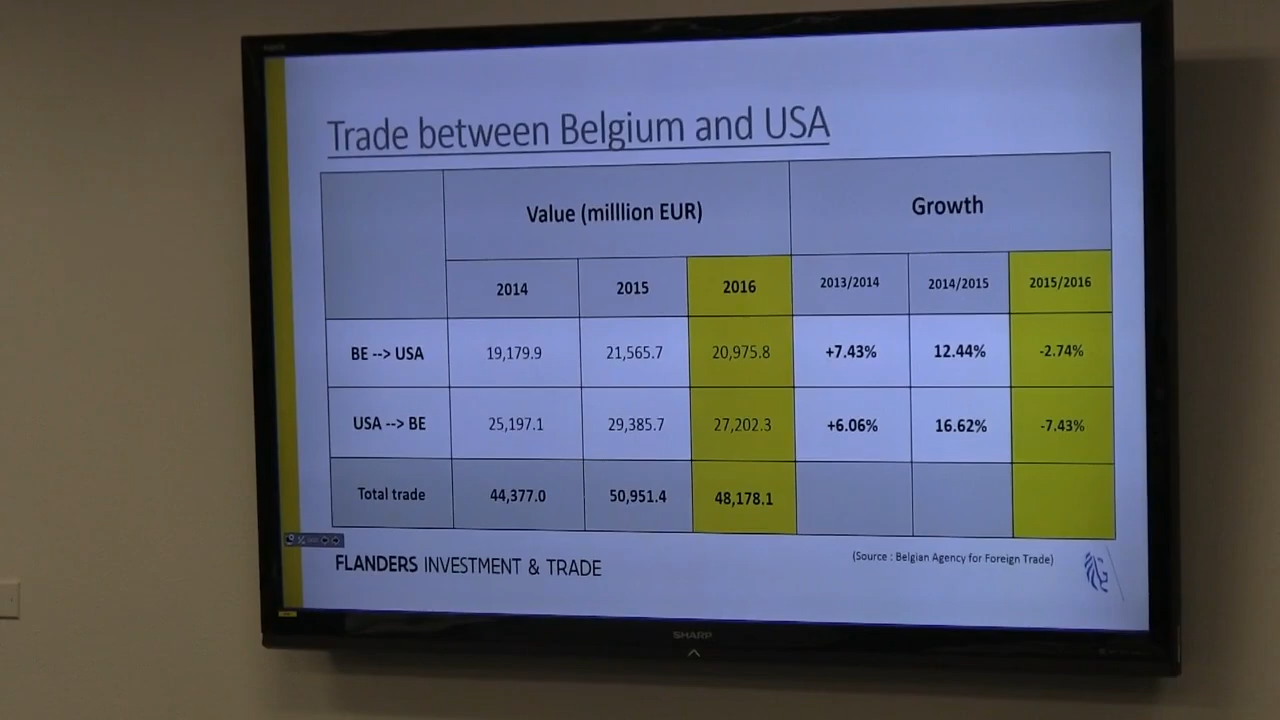 Trade between Belgium and USA
Value (milllion EUR) Growth
2014 2015 2016 2013/2014 2014/2015 2015/2016
BE --> USA 19,179.9 21,565.7 20,975.8 +7.43% 12.44% -2.74%
USA --> BE 25,197.1 29,385.7 27,202.3 +6.06% 16.62% -7.43%
Total trade 44,377.0 50,951.4 48,178.1
FLANDERS INVESTMENT & TRADE
(Source : Belgian Agency for Foreign Trade)
SHARP